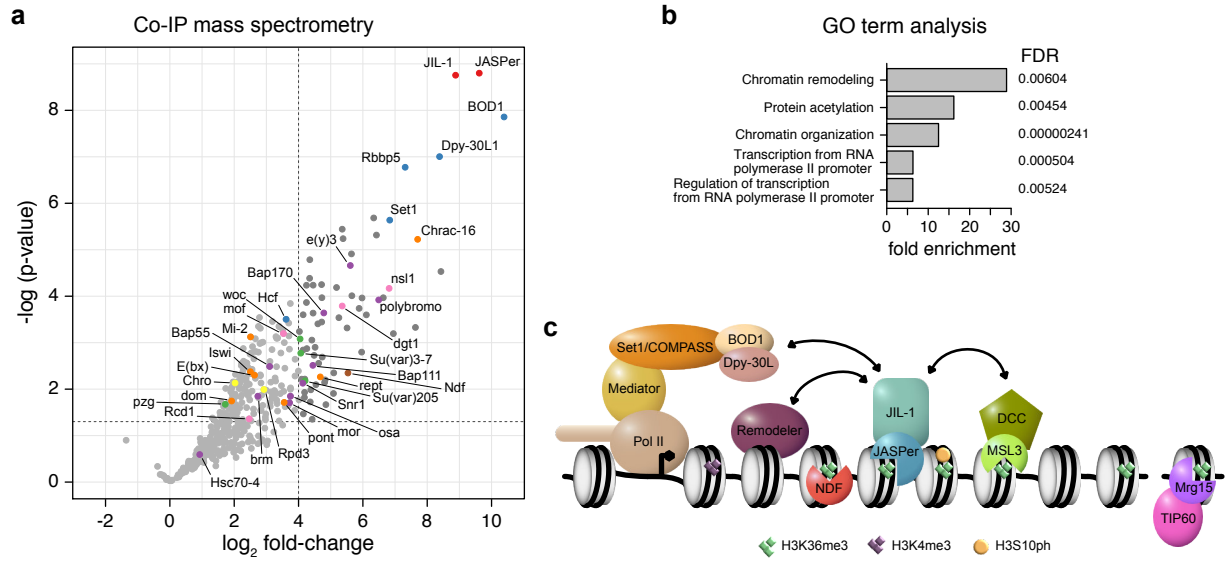 a
Co-IP mass spectrometry
-log (p-value)
8
6
4
2
0
-2
0
2
4
6
8
10
log2 fold-change
JIL-1
JASPer
BOD1
Dpy-30L1
Rbbp5
Set1
Chrac-16
e(y)3
Bap170
nsl1
woc
Hcf
polybromo
mof
Mi-2
Bap55
dgt1
Iswi
Su(var)3-7
E(bx)
Bap111
Chro
rept
Ndf
dom
Su(var)205
pzg
Snr1
Rcd1
mor
osa
pont
brm
Rpd3
Hsc70-4
b
GO term analysis
FDR
Chromatin remodeling
0.00604
Protein acetylation
0.00454
Chromatin organization
0.00000241
Transcription from RNA
polymerase II promoter
0.000504
Regulation of transcription
from RNA polymerase II promoter
0.00524
0
10
20
30
fold enrichment
c
Set1/COMPASS
BOD1
Dpy-30L
Mediator
Pol II
Remodeler
JIL-1
JASPer
DCC
MSL3
NDF
Mrg15
TIP60
H3K36me3
H3K4me3
H3S10ph